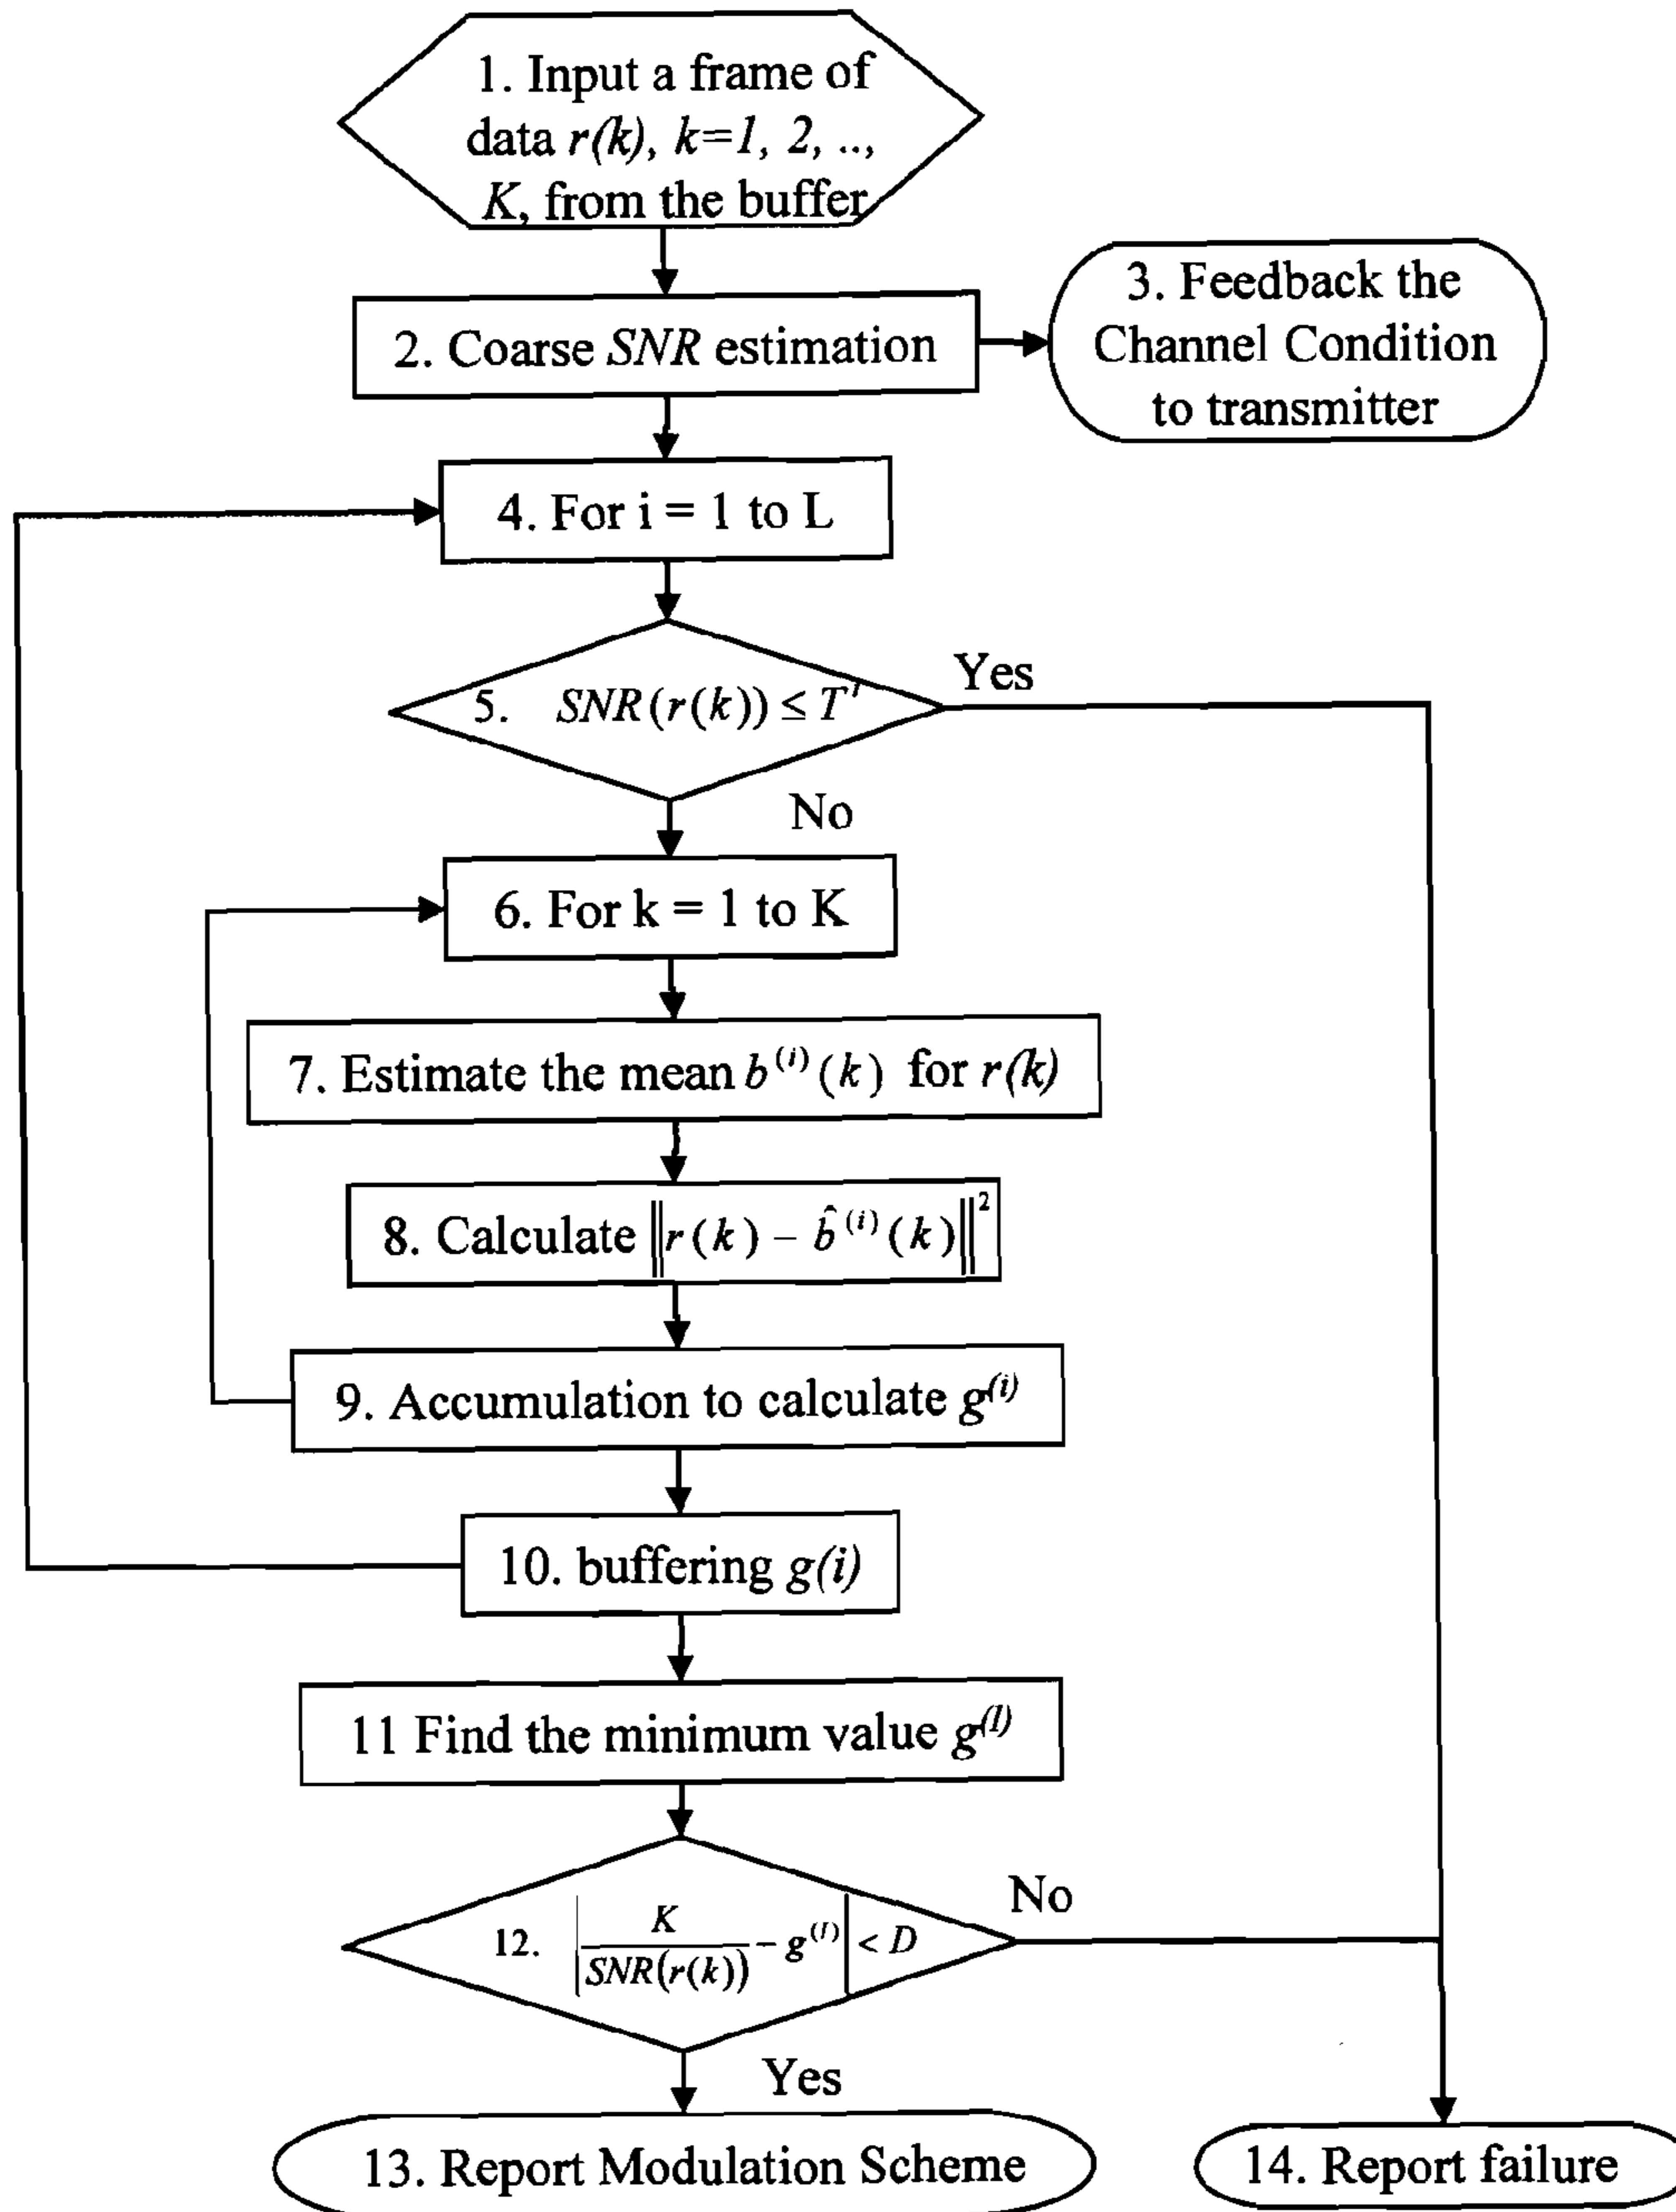 1. Input a frame of
data r(k), k=1, 2, ..,
K, from the buffer
2. Coarse SNR estimation
3. Feedback the
Channel Condition
to transmitter
4. For i = 1 to L
5. SNR(r(k)) ≤ T'
Yes
No
6. For k = 1 to K
7. Estimate the mean b^(i)(k) for r(k)
8. Calculate ‖r(k) − b̂^(i)(k)‖²
9. Accumulation to calculate g^(i)
10. buffering g(i)
11 Find the minimum value g^(l)
12. |K / SNR(r(k)) − g^(l)| < D
No
Yes
13. Report Modulation Scheme
14. Report failure